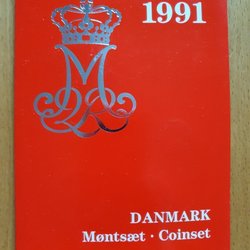 1991
DANMARK
Møntsæt · Coinset